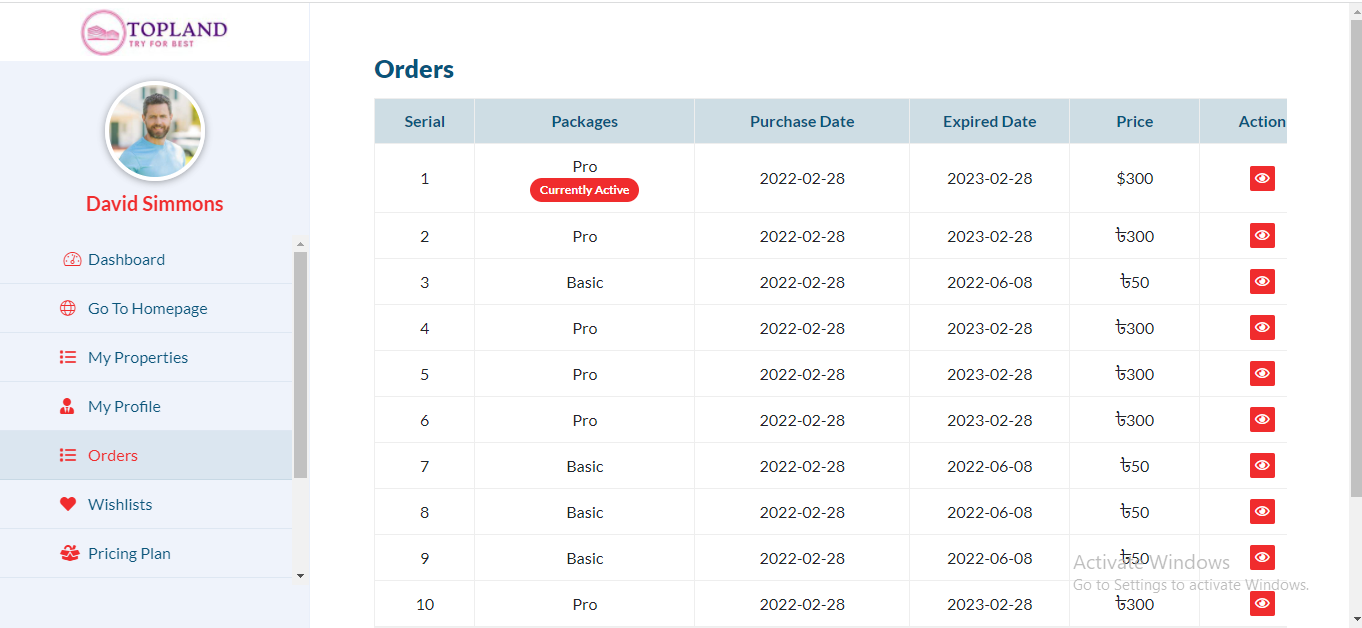 TOPLAND
TRY FOR BEST
David Simmons
Dashboard
Go To Homepage
My Properties
My Profile
Orders
Wishlists
Pricing Plan
Orders
Serial Packages Purchase Date Expired Date Price Action
1 Pro 2022-02-28 2023-02-28 $300
Currently Active
2 Pro 2022-02-28 2023-02-28 ৳300
3 Basic 2022-02-28 2022-06-08 ৳50
4 Pro 2022-02-28 2023-02-28 ৳300
5 Pro 2022-02-28 2023-02-28 ৳300
6 Pro 2022-02-28 2023-02-28 ৳300
7 Basic 2022-02-28 2022-06-08 ৳50
8 Basic 2022-02-28 2022-06-08 ৳50
9 Basic 2022-02-28 2022-06-08 ৳50
10 Pro 2022-02-28 2023-02-28 ৳300
Activate Windows
Go to Settings to activate Windows.